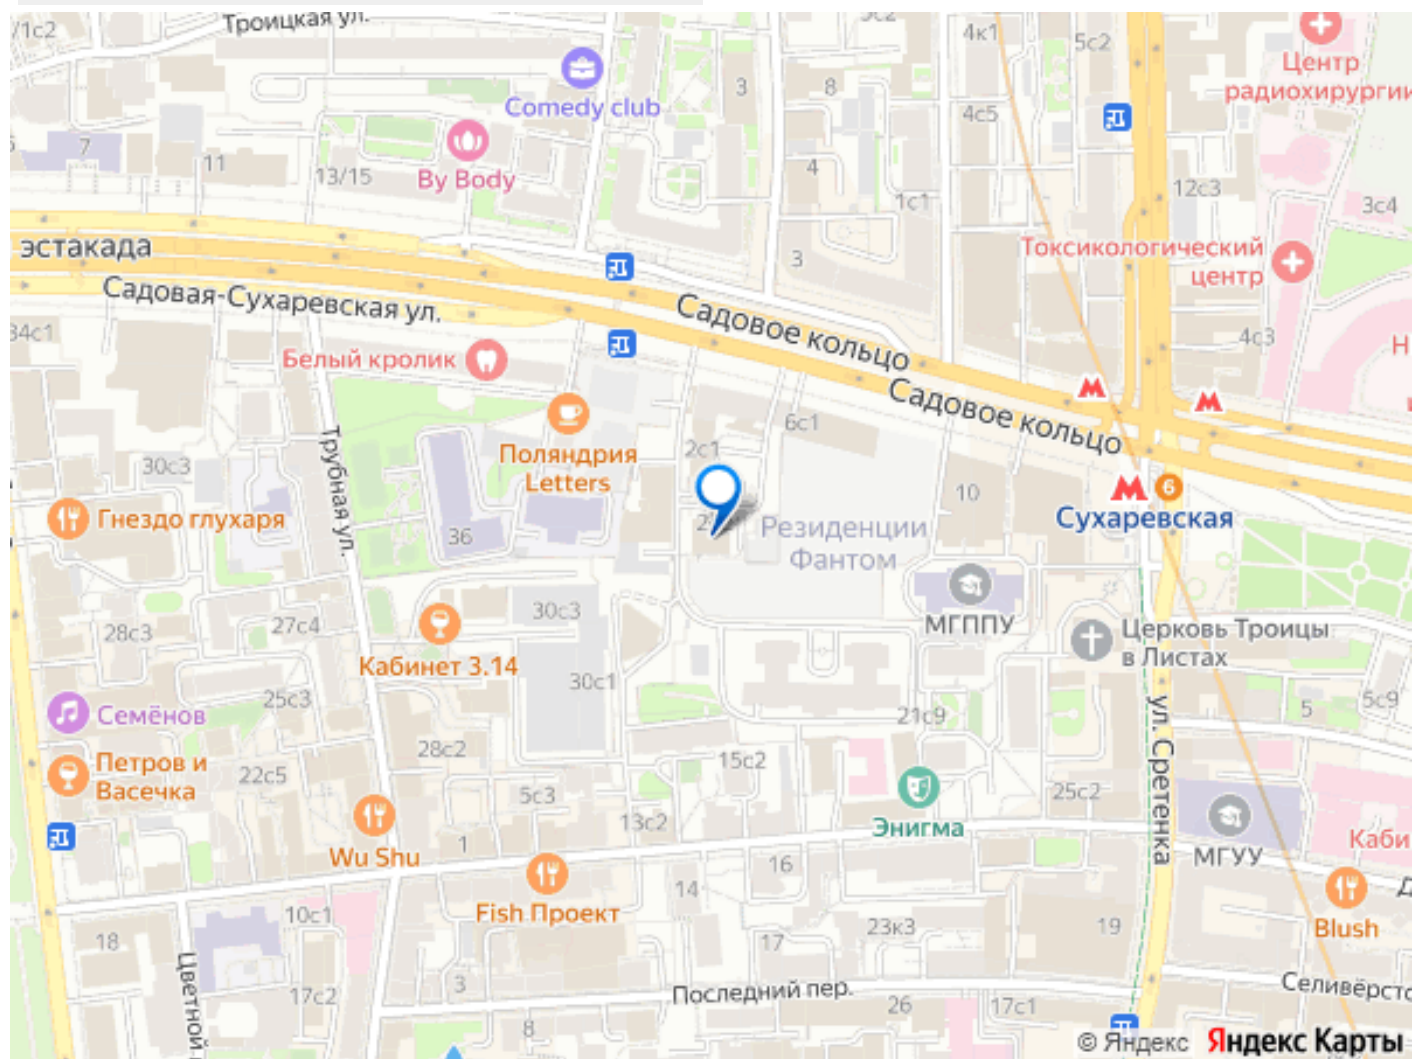 Троицкая ул.
/1с2
4к1
5с2
Центр
радиохирургии
Comedy club
3
8
4с5
7
11
13/15
By Body
4
1с1
12с3
3с4
эстакада
Токсикологический
центр
3
Садовая-Сухаревская ул.
Садовое кольцо
34с1
Белый кролик
4с3
Н
Садовое кольцо
6с1
Трубная ул.
2с1
Поляндрия
Letters
30с3
10
6
Гнездо глухаря
36
Резиденции
Фантом
Сухаревская
30с3
МГППУ
Церковь Троицы
в Листах
28с3
27с4
Кабинет 3.14
30с1
25с3
Семёнов
21с9
5
5с9
ул. Сретенка
28с2
15с2
Петров и
Васечка
22с5
5с3
25с2
13с2
Энигма
1
Wu Shu
МГУУ
Каби
16
14
Fish Проект
10с1
23к3
19
Blush
18
17
Цветной
3
17с2
Последний пер.
Селивёрсто
26
17с1
8
© Яндекс Яндекс Карты